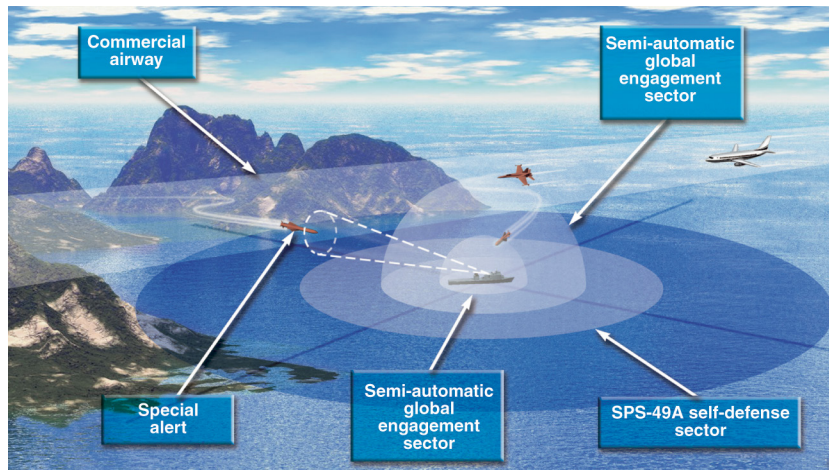 Commercial
airway
Semi-automatic
global
engagement
sector
Special
alert
Semi-automatic
global
engagement
sector
SPS-49A self-defense
sector